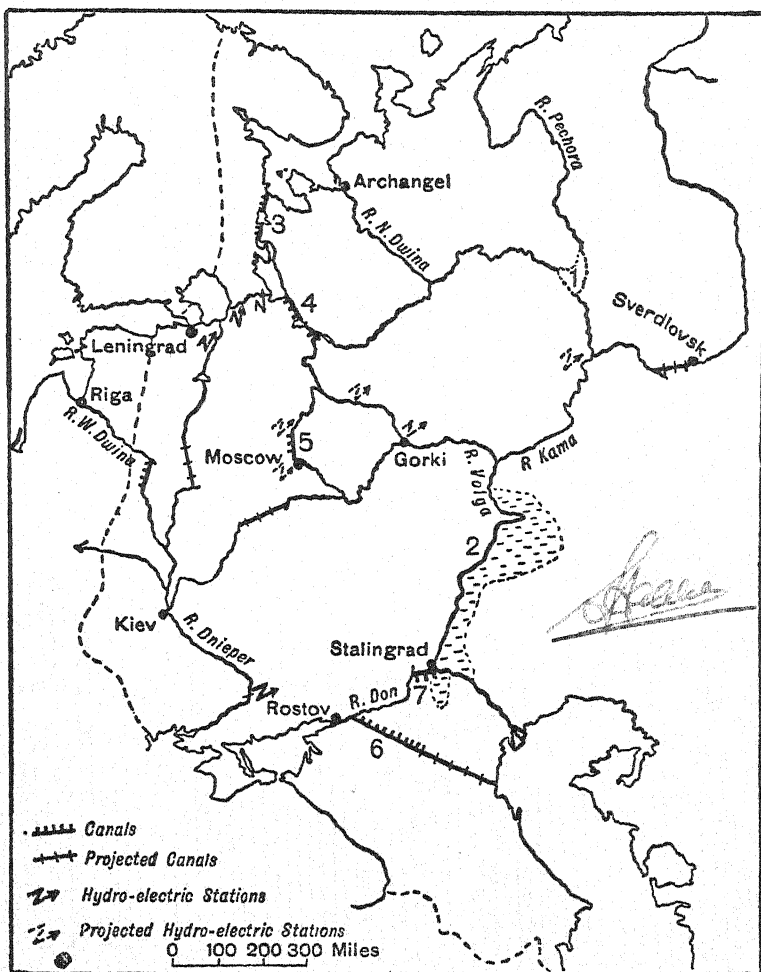 R. Pechora
Archangel
R. N. Dwina
3
1
4
Sverdlovsk
Leningrad
Riga
R. W. Dwina
5
Moscow
Gorki
R. Volga
R Kama
2
Kiev
R. Dnieper
Stalingrad
7
Rostov
R. Don
6
Canals
Projected Canals
Hydro-electric Stations
Projected Hydro-electric Stations
0 100 200 300 Miles